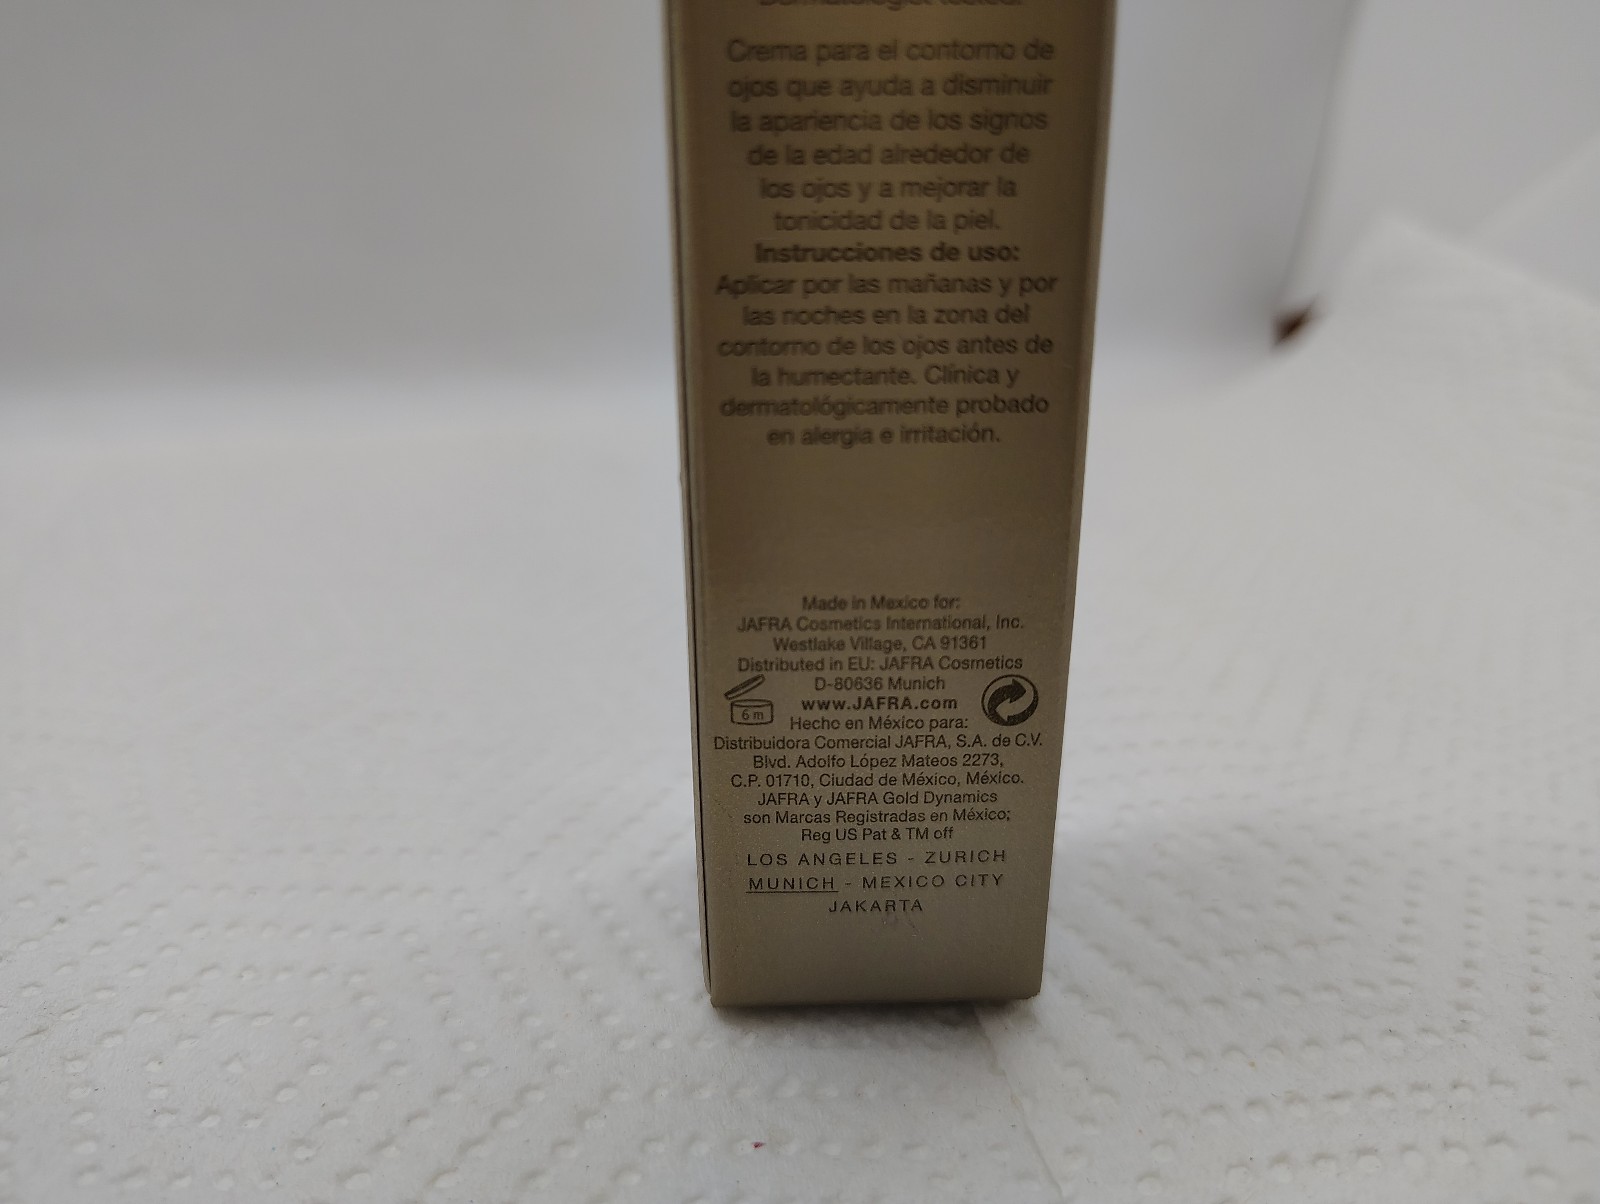 Dermatologist tested.
Crema para el contorno de
ojos que ayuda a disminuir
la apariencia de los signos
de la edad alrededor de
los ojos y a mejorar la
tonicidad de la piel.
Instrucciones de uso:
Aplicar por las mañanas y por
las noches en la zona del
contorno de los ojos antes de
la humectante. Clínica y
dermatológicamente probado
en alergia e irritación.
Made in Mexico for:
JAFRA Cosmetics International, Inc.
Westlake Village, CA 91361
Distributed in EU: JAFRA Cosmetics
D-80636 Munich
www.JAFRA.com
6 m
Hecho en México para:
Distribuidora Comercial JAFRA, S.A. de C.V.
Blvd. Adolfo López Mateos 2273,
C.P. 01710, Ciudad de México, México.
JAFRA y JAFRA Gold Dynamics
son Marcas Registradas en México;
Reg US Pat & TM off
LOS ANGELES - ZURICH
MUNICH - MEXICO CITY
JAKARTA